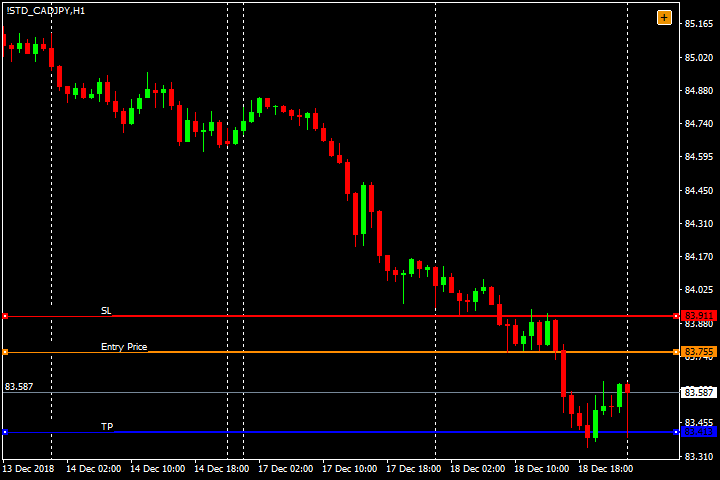 !STD_CADJPY,H1
+
85.165
85.020
84.880
84.740
84.595
84.450
84.310
84.170
84.025
SL
83.911
83.880
Entry Price
83.755
83.587
83.587
83.455
TP
83.310
13 Dec 2018
14 Dec 02:00
14 Dec 10:00
14 Dec 18:00
17 Dec 02:00
17 Dec 10:00
17 Dec 18:00
18 Dec 02:00
18 Dec 10:00
18 Dec 18:00